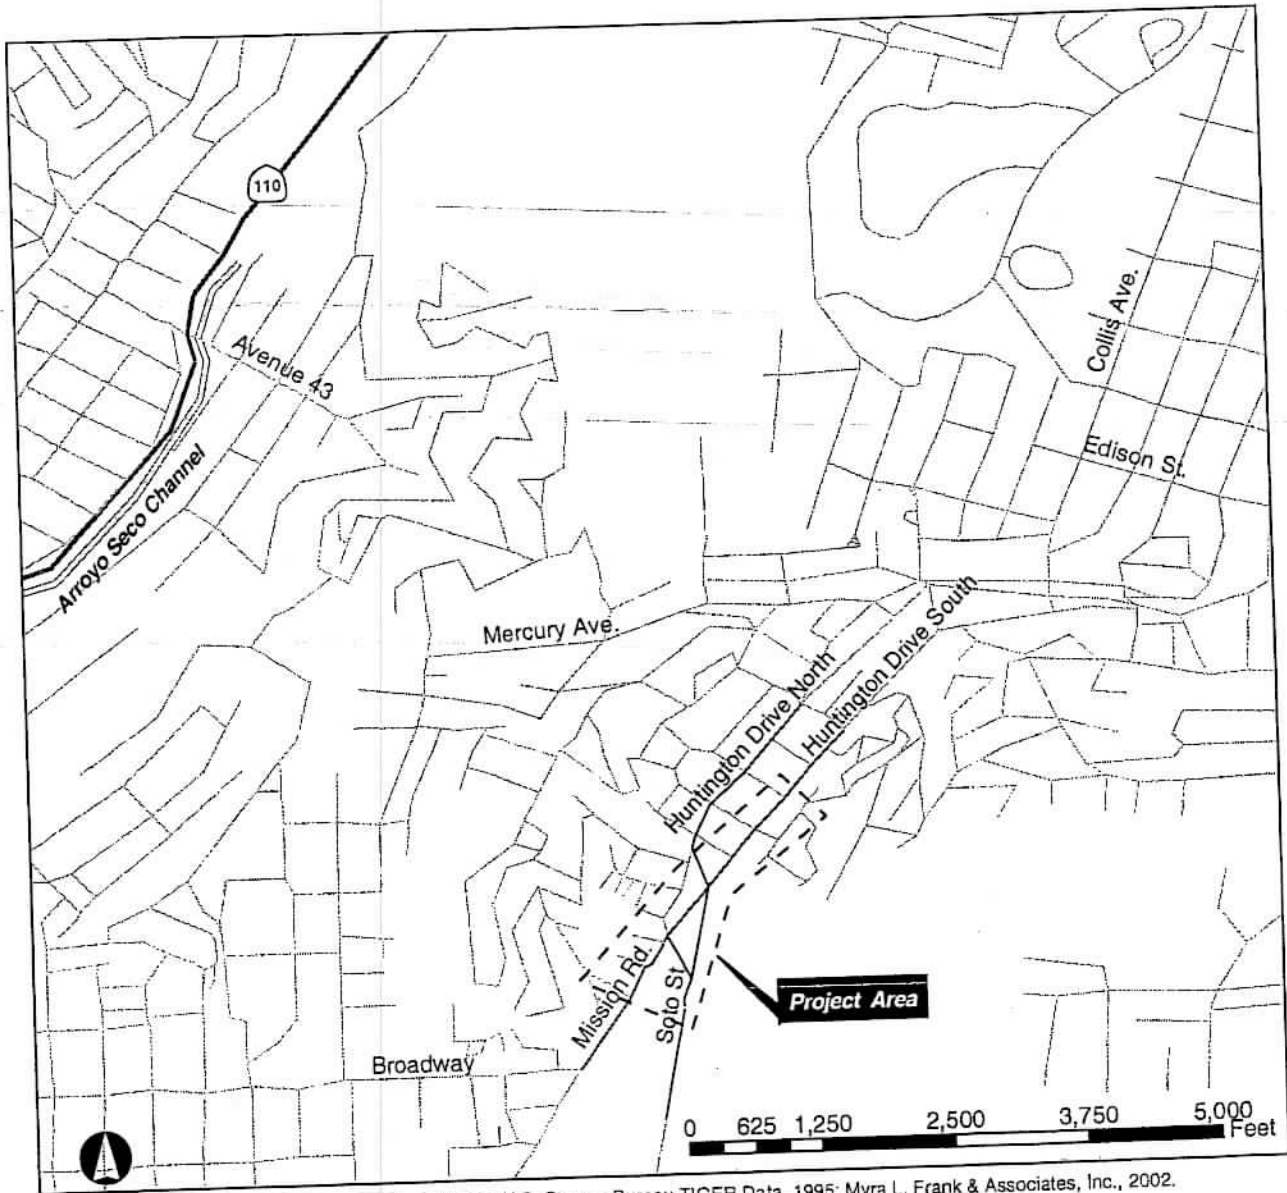 110
Avenue 43
Collis Ave.
Edison St.
Arroyo Seco Channel
Mercury Ave.
Huntington Drive South
Huntington Drive North
Mission Rd.
Soto St
Project Area
Broadway
0 625 1,250 2,500 3,750 5,000
Feet
U.S. Census Bureau TIGER Data, 1995; Myra L. Frank & Associates, Inc., 2002.